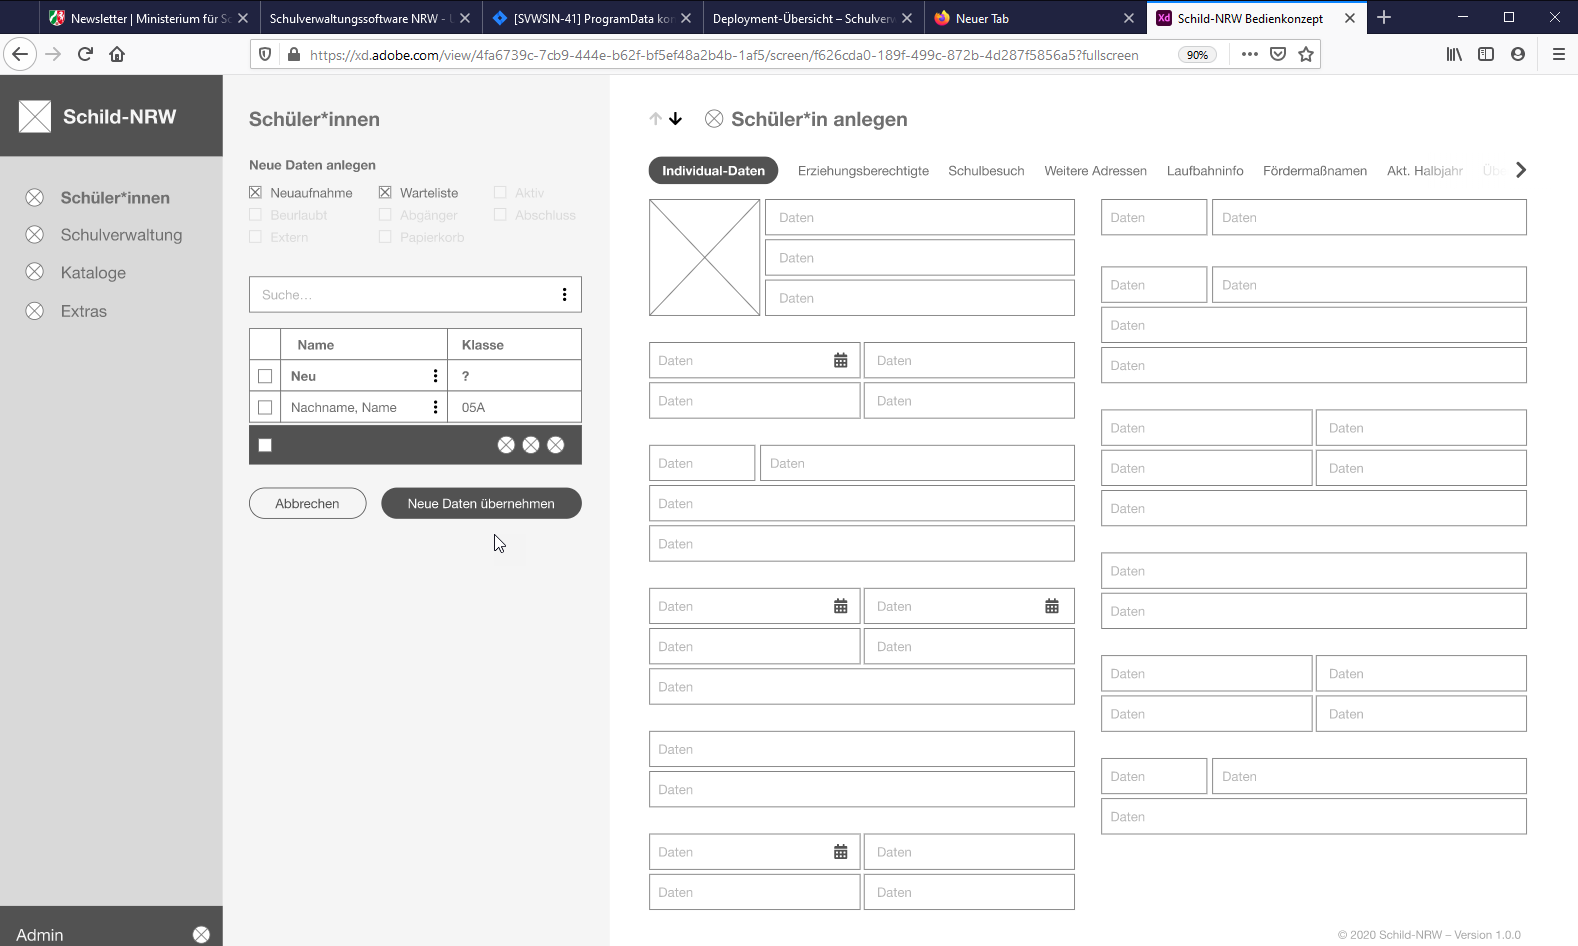 Newsletter | Ministerium für Sc
Schulverwaltungssoftware NRW -
[SVWSIN-41] ProgramData kon
Deployment-Übersicht – Schulverw
Neuer Tab
Schild-NRW Bedienkonzept
https://xd.adobe.com/view/4fa6739c-7cb9-444e-b62f-bf5ef48a2b4b-1af5/screen/f626cda0-189f-499c-872b-4d287f5856a5?fullscreen
90%
Schild-NRW
Schüler*innen
Schulverwaltung
Kataloge
Extras
Admin
Schüler*innen
Neue Daten anlegen
Neuaufnahme Warteliste Aktiv
Beurlaubt Abgänger Abschluss
Extern Papierkorb
Suche...
Name Klasse
Neu ?
Nachname, Name 05A
Abbrechen Neue Daten übernehmen
Schüler*in anlegen
Individual-Daten Erziehungsberechtigte Schulbesuch Weitere Adressen Laufbahninfo Fördermaßnamen Akt. Halbjahr Übe
Daten
Daten
Daten
Daten Daten
Daten Daten
Daten Daten
Daten
Daten
Daten Daten
Daten Daten
Daten
Daten
Daten
Daten Daten
Daten Daten
Daten Daten
Daten Daten
Daten
Daten
Daten Daten
Daten Daten
Daten
Daten
Daten
Daten Daten
Daten Daten
Daten Daten
Daten
© 2020 Schild-NRW – Version 1.0.0